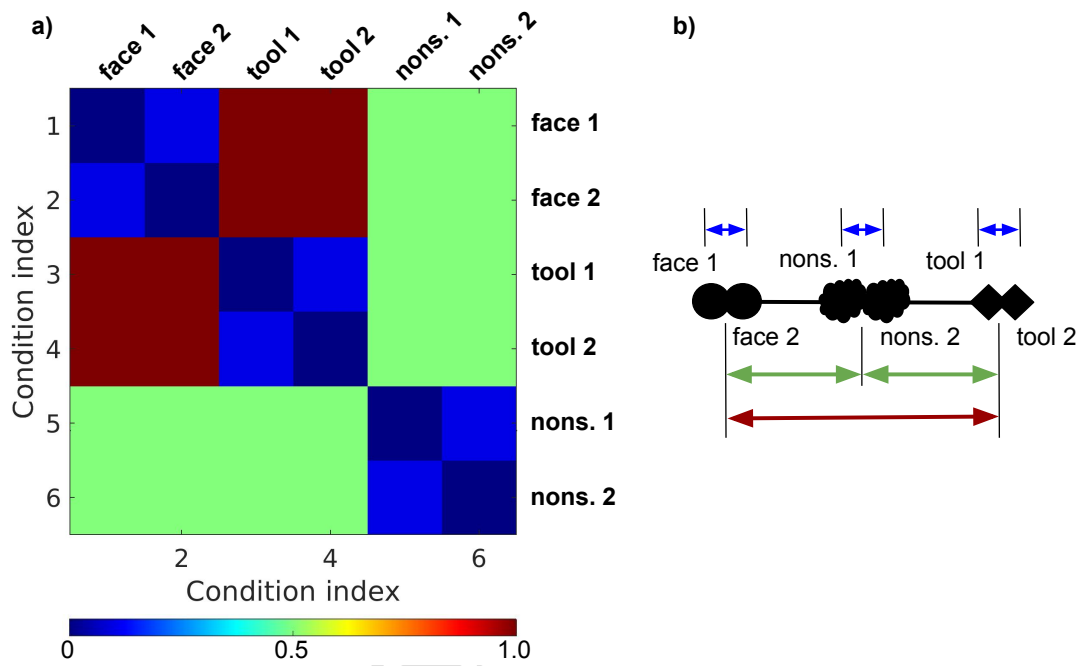 a)
face 1
face 2
tool 1
tool 2
nons. 1
nons. 2
1
2
3
4
5
6
Condition index
face 1
face 2
tool 1
tool 2
nons. 1
nons. 2
2
4
6
Condition index
0
0.5
1.0
b)
face 1
nons. 1
tool 1
face 2
nons. 2
tool 2